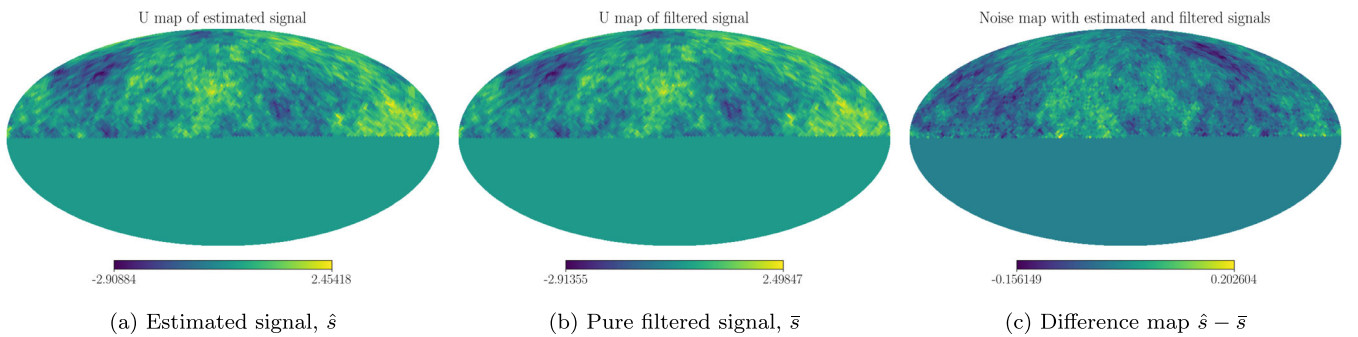 U map of estimated signal
-2.90884 2.45418
(a) Estimated signal, ŝ
U map of filtered signal
-2.91355 2.49847
(b) Pure filtered signal, s̄
Noise map with estimated and filtered signals
-0.156149 0.202604
(c) Difference map ŝ − s̄